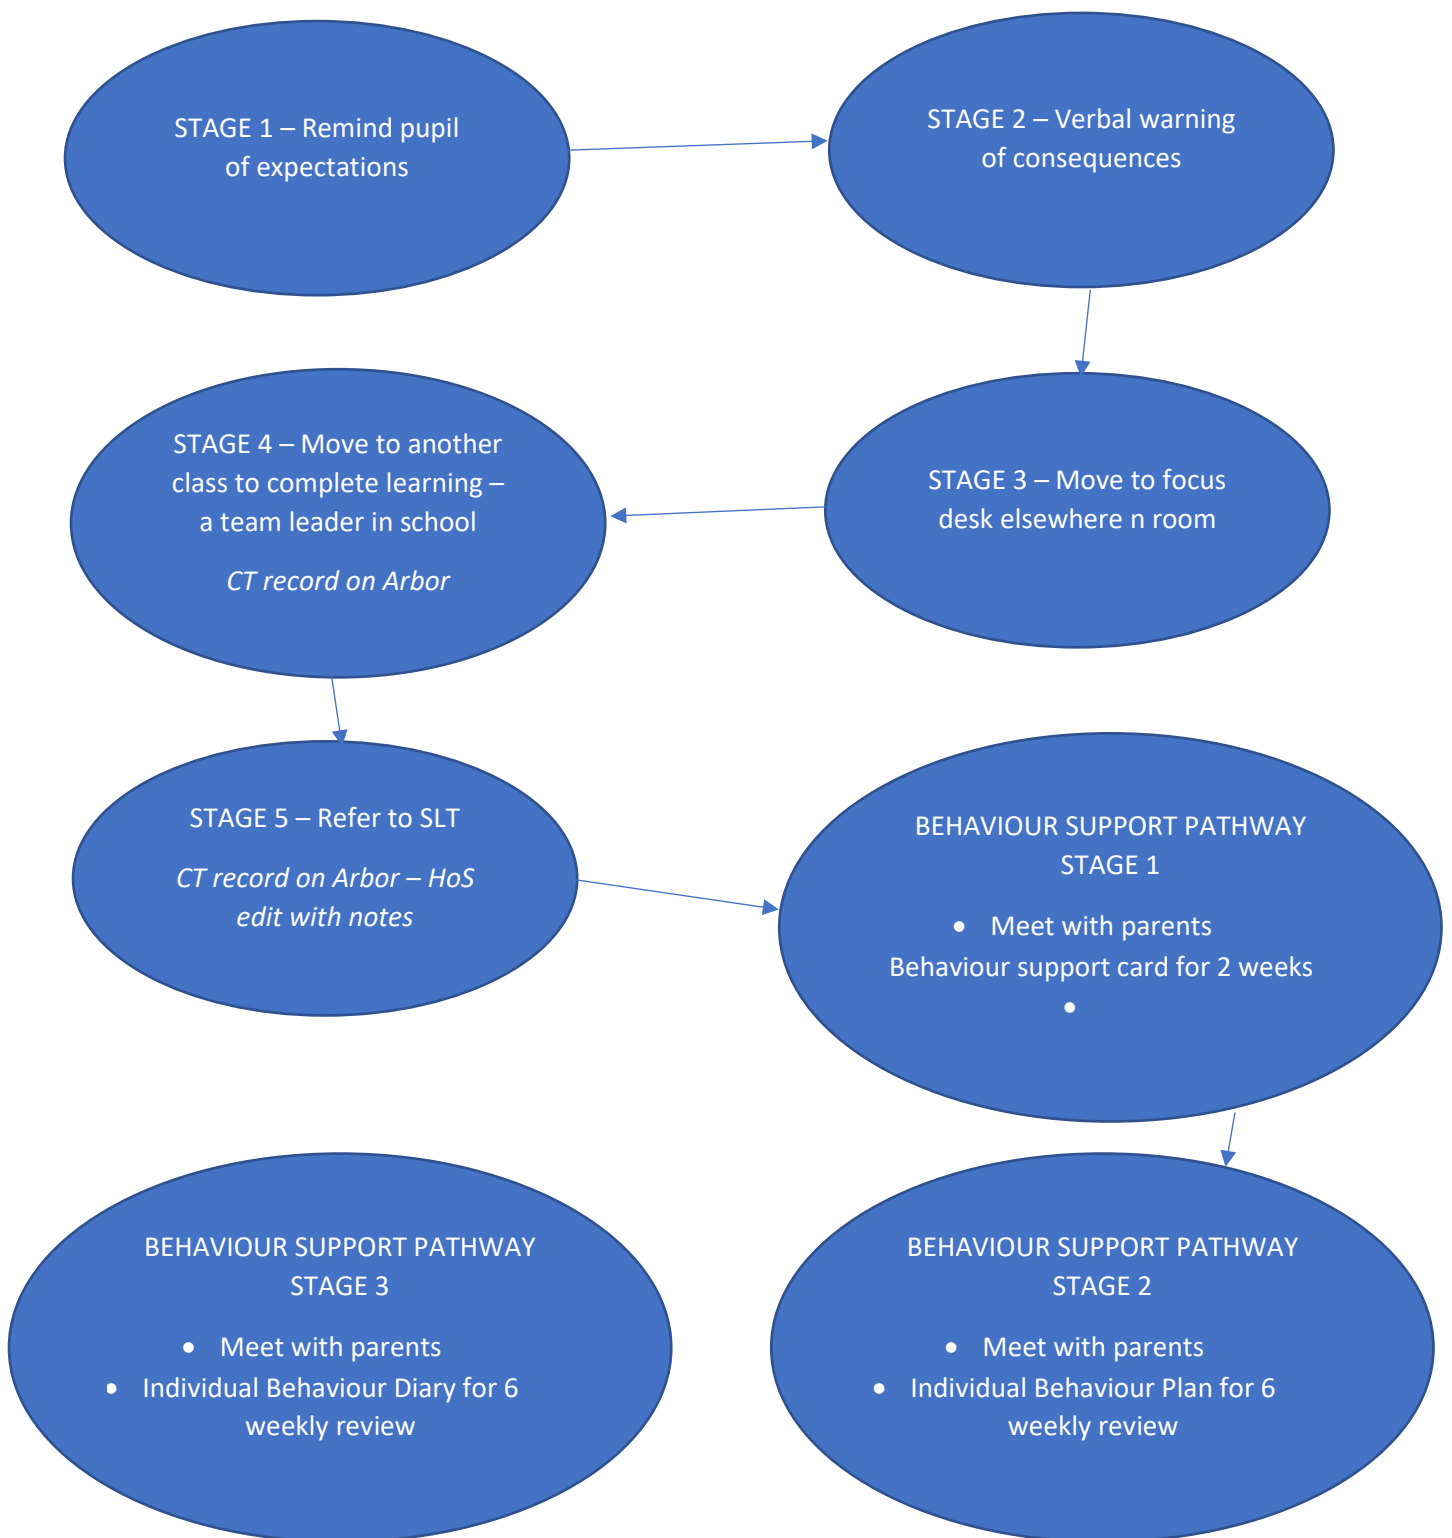 STAGE 1 – Remind pupil
of expectations
STAGE 2 – Verbal warning
of consequences
STAGE 3 – Move to focus
desk elsewhere n room
STAGE 4 – Move to another
class to complete learning –
a team leader in school
CT record on Arbor
STAGE 5 – Refer to SLT
CT record on Arbor – HoS
edit with notes
BEHAVIOUR SUPPORT PATHWAY
STAGE 1
• Meet with parents
Behaviour support card for 2 weeks
•
BEHAVIOUR SUPPORT PATHWAY
STAGE 2
• Meet with parents
• Individual Behaviour Plan for 6
weekly review
BEHAVIOUR SUPPORT PATHWAY
STAGE 3
• Meet with parents
• Individual Behaviour Diary for 6
weekly review